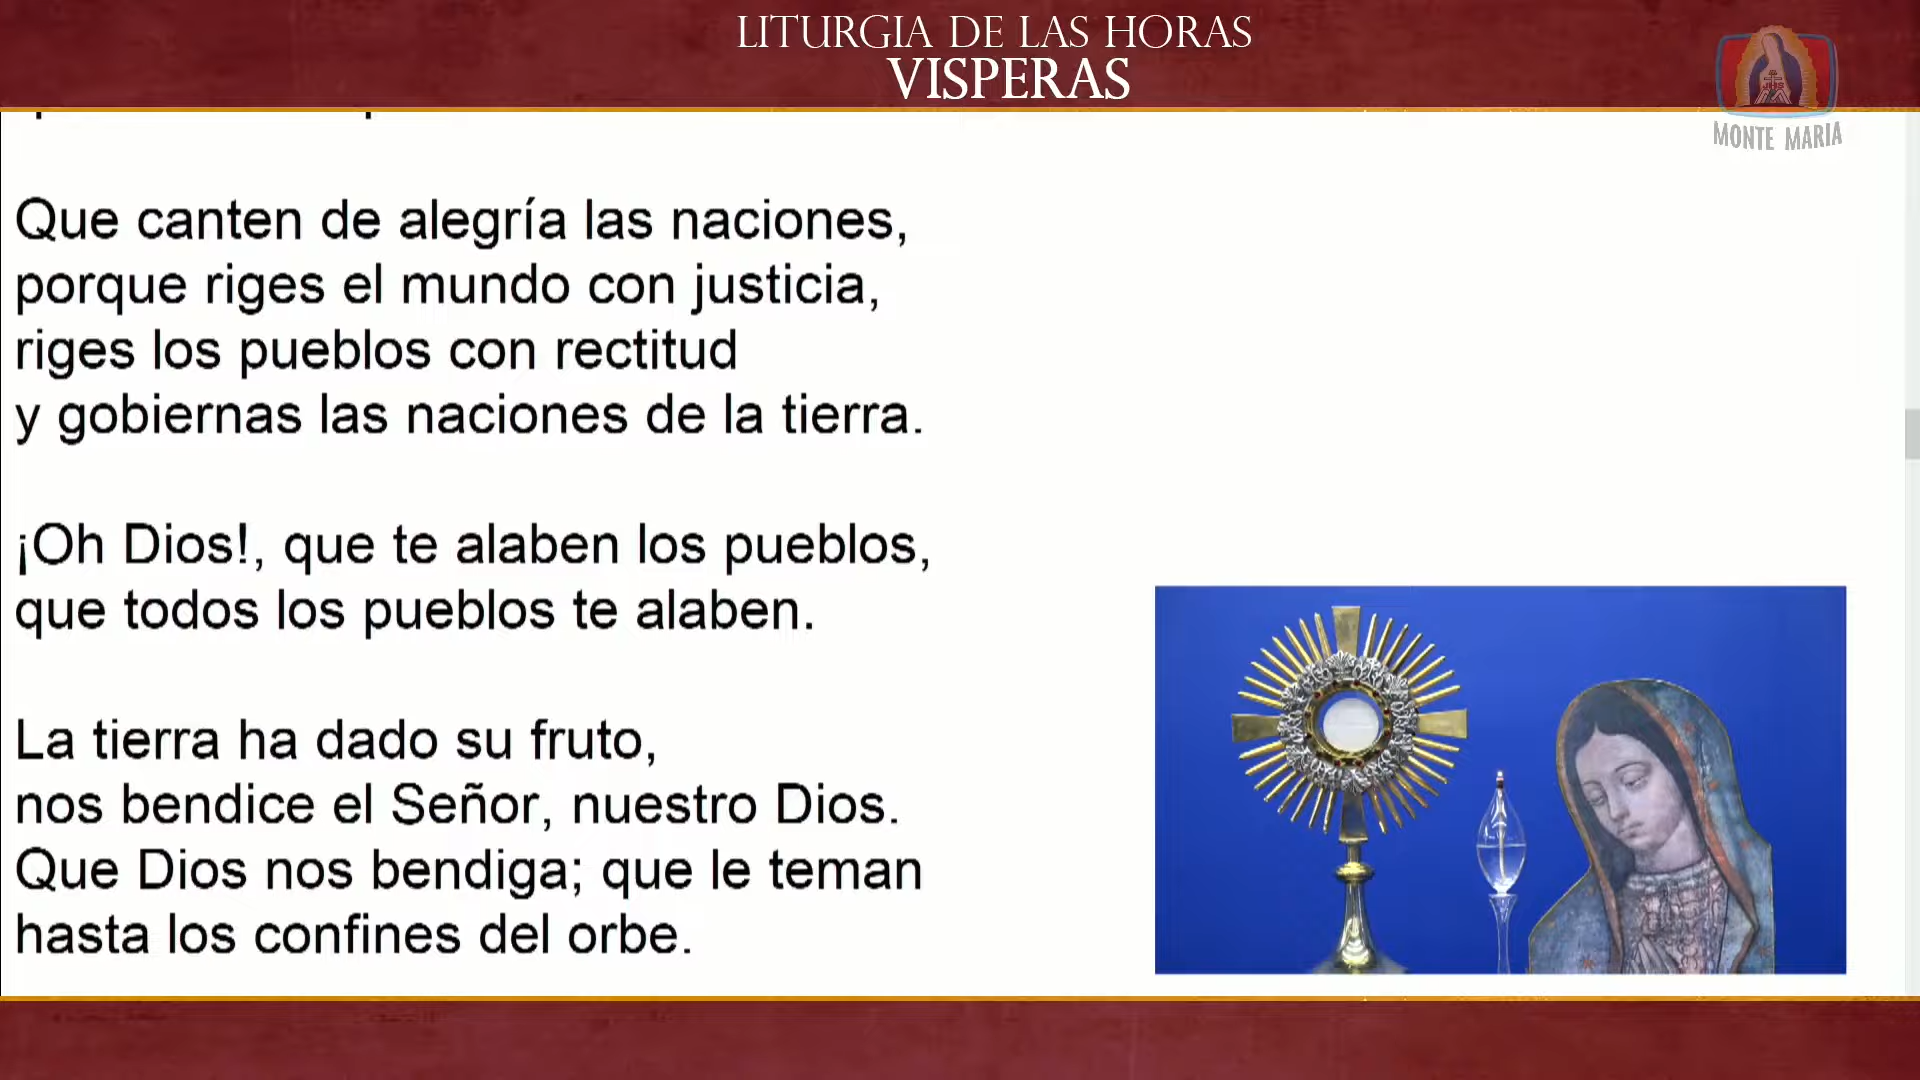 LITURGIA DE LAS HORAS
VISPERAS
MONTE MARIA
Que canten de alegría las naciones,
porque riges el mundo con justicia,
riges los pueblos con rectitud
y gobiernas las naciones de la tierra.
¡Oh Dios!, que te alaben los pueblos,
que todos los pueblos te alaben.
La tierra ha dado su fruto,
nos bendice el Señor, nuestro Dios.
Que Dios nos bendiga; que le teman
hasta los confines del orbe.